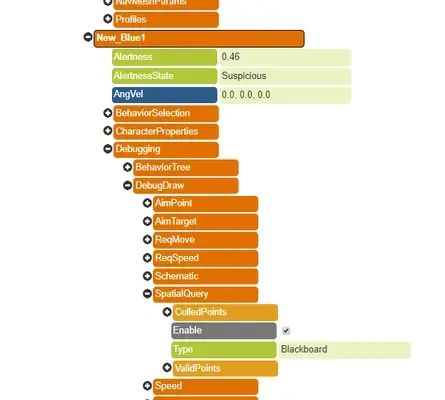 NavMeshParams
Profiles
New_Blue1
Alertness 0.46
AlertnessState Suspicious
AngVel 0.0, 0.0, 0.0
BehaviorSelection
CharacterProperties
Debugging
BehaviorTree
DebugDraw
AimPoint
AimTarget
ReqMove
ReqSpeed
Schematic
SpatialQuery
CulledPoints
Enable
Type Blackboard
ValidPoints
Speed